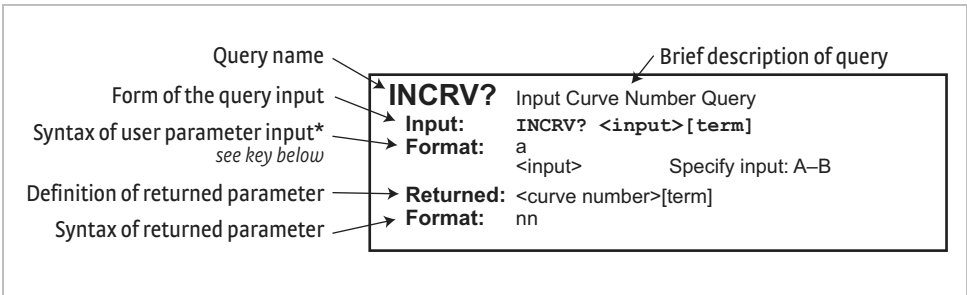 Query name
Brief description of query
Form of the query input
Syntax of user parameter input*
see key below
Definition of returned parameter
Syntax of returned parameter
INCRV? Input Curve Number Query
Input: INCRV? <input>[term]
Format: a
<input> Specify input: A–B
Returned: <curve number>[term]
Format: nn